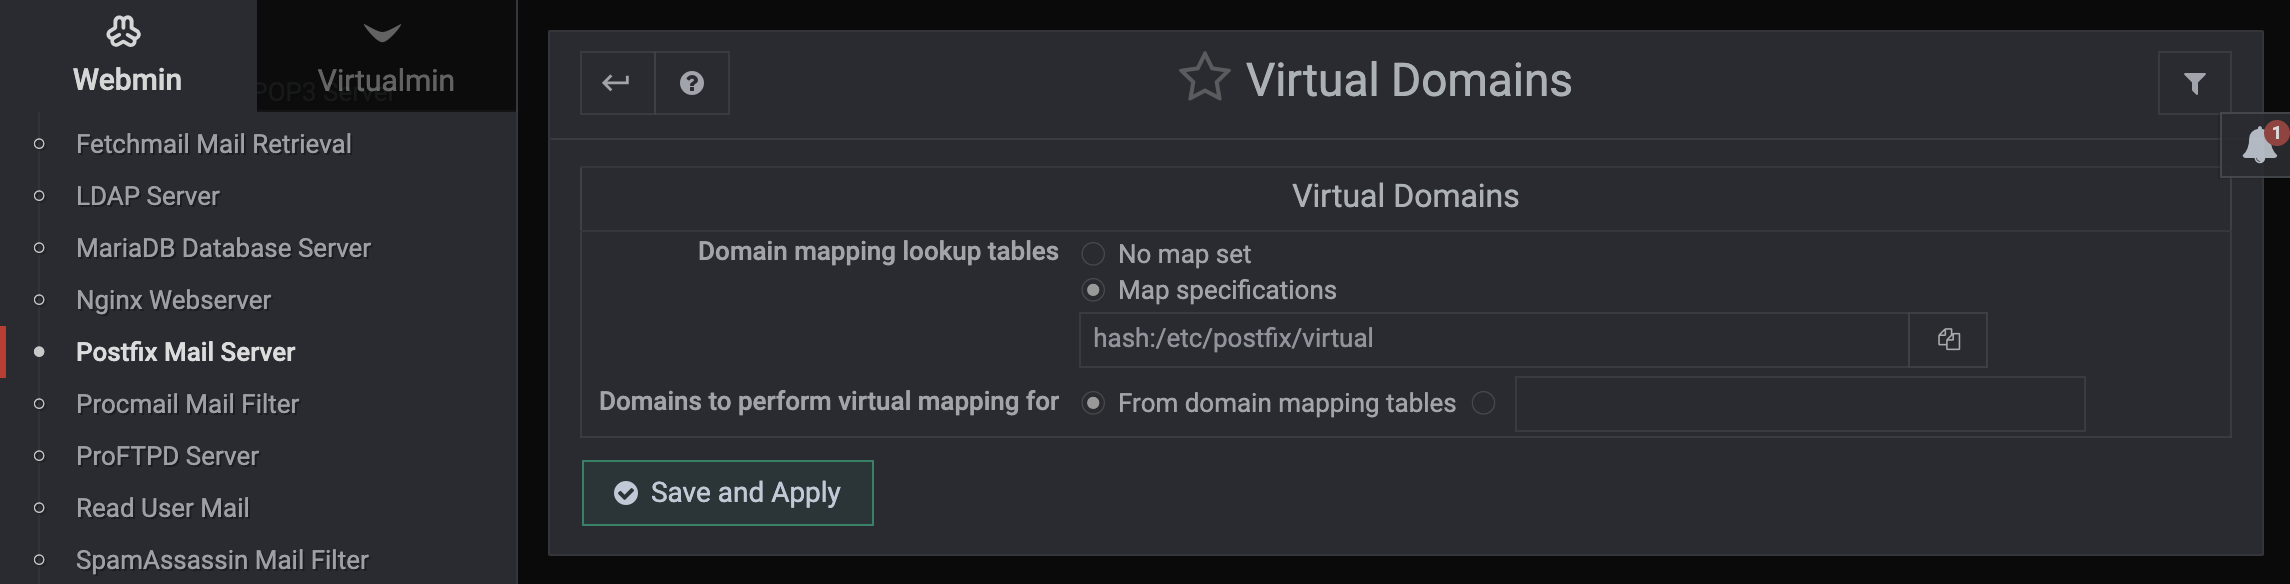 Webmin
Virtualmin
POP3 Server
Fetchmail Mail Retrieval
LDAP Server
MariaDB Database Server
Nginx Webserver
Postfix Mail Server
Procmail Mail Filter
ProFTPD Server
Read User Mail
SpamAssassin Mail Filter
Virtual Domains
1
Virtual Domains
Domain mapping lookup tables No map set
Map specifications
hash:/etc/postfix/virtual
Domains to perform virtual mapping for From domain mapping tables
Save and Apply